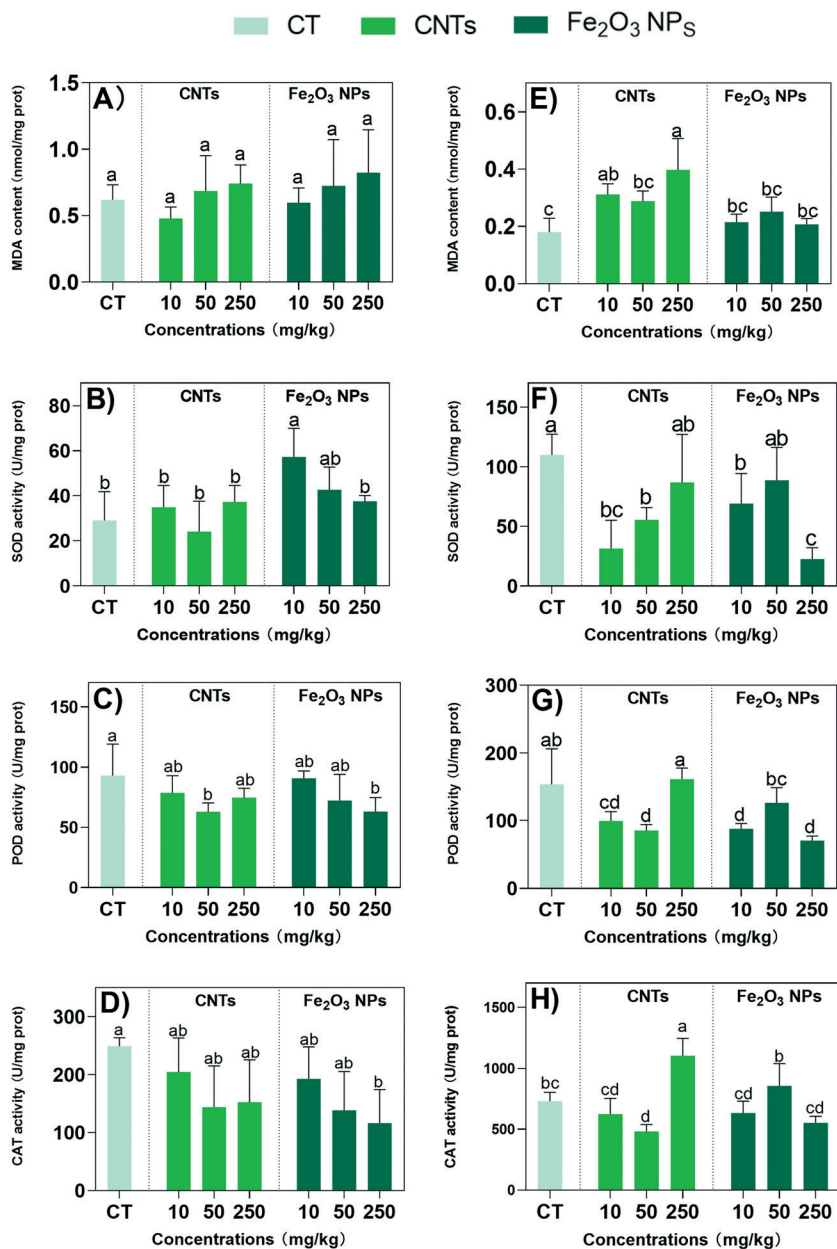 CT CNTs Fe₂O₃ NPS
A） CNTs Fe₂O₃ NPs
MDA content（nmol/mg prot）
1.5
1.0
0.5
0.0
a a a a a a a
CT 10 50 250 10 50 250
Concentrations（mg/kg）
E) CNTs Fe₂O₃ NPs
MDA content（nmol/mg prot）
0.6
0.4
0.2
0.0
c ab bc a bc bc bc
CT 10 50 250 10 50 250
Concentrations（mg/kg）
B) CNTs Fe₂O₃ NPs
SOD activity（U/mg prot）
80
60
40
20
0
b b b b a ab b
CT 10 50 250 10 50 250
Concentrations（mg/kg）
F) CNTs Fe₂O₃ NPs
SOD activity（U/mg prot）
150
100
50
0
a bc b ab b ab c
CT 10 50 250 10 50 250
Concentrations（mg/kg）
C) CNTs Fe₂O₃ NPs
POD activity（U/mg prot）
150
100
50
0
a ab b ab ab ab b
CT 10 50 250 10 50 250
Concentrations（mg/kg）
G) CNTs Fe₂O₃ NPs
POD activity（U/mg prot）
300
200
100
0
ab cd d a d bc d
CT 10 50 250 10 50 250
Concentrations（mg/kg）
D) CNTs Fe₂O₃ NPs
CAT activity（U/mg prot）
300
200
100
0
a ab ab ab ab ab b
CT 10 50 250 10 50 250
Concentrations（mg/kg）
H) CNTs Fe₂O₃ NPs
CAT activity（U/mg prot）
1500
1000
500
0
bc cd d a cd b cd
CT 10 50 250 10 50 250
Concentrations（mg/kg）